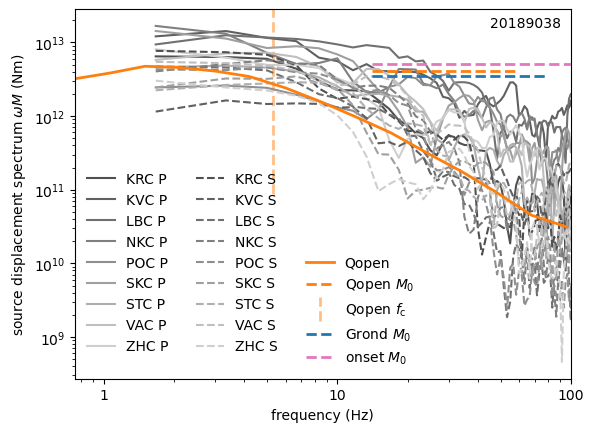 20189038
source displacement spectrum ωM (Nm)
10¹³
10¹²
10¹¹
10¹⁰
10⁹
KRC P
KVC P
LBC P
NKC P
POC P
SKC P
STC P
VAC P
ZHC P
KRC S
KVC S
LBC S
NKC S
POC S
SKC S
STC S
VAC S
ZHC S
Qopen
Qopen M₀
Qopen f_c
Grond M₀
onset M₀
1
10
100
frequency (Hz)